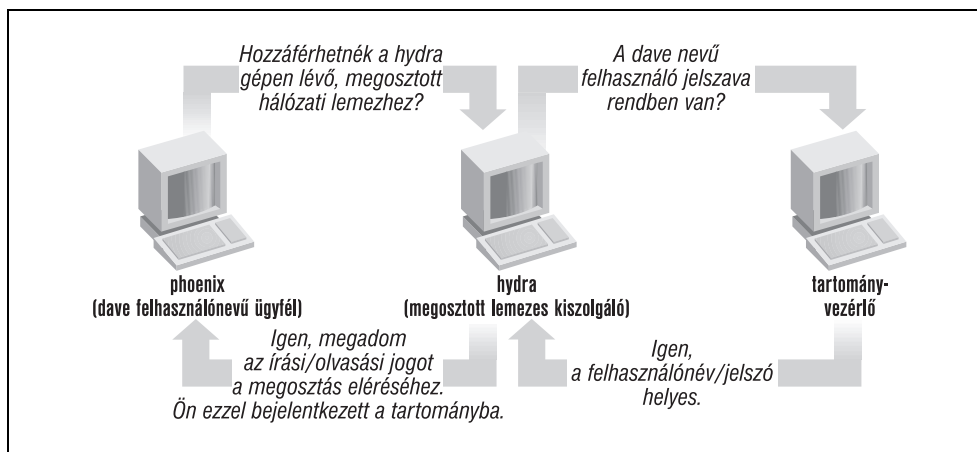 Hozzáférhetnék a hydra
gépen lévő, megosztott
hálózati lemezhez?
A dave nevű
felhasználó jelszava
rendben van?
phoenix
(dave felhasználónevű ügyfél)
hydra
(megosztott lemezes kiszolgáló)
tartomány-
vezérlő
Igen, megadom
az írási/olvasási jogot
a megosztás eléréséhez.
Ön ezzel bejelentkezett a tartományba.
Igen,
a felhasználónév/jelszó
helyes.